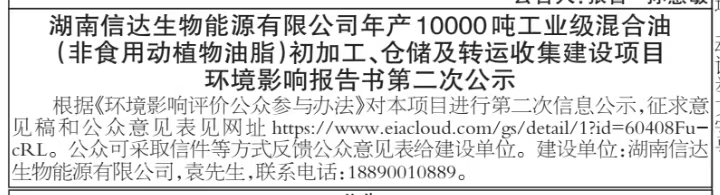 湖南信达生物能源有限公司年产10000吨工业级混合油
(非食用动植物油脂)初加工、仓储及转运收集建设项目
环境影响报告书第二次公示
根据《环境影响评价公众参与办法》对本项目进行第二次信息公示,征求意
见稿和公众意见表见网址https://www.eiacloud.com/gs/detail/1?id=60408Fu-
cRL。公众可采取信件等方式反馈公众意见表给建设单位。建设单位:湖南信达
生物能源有限公司,袁先生,联系电话:18890010889。